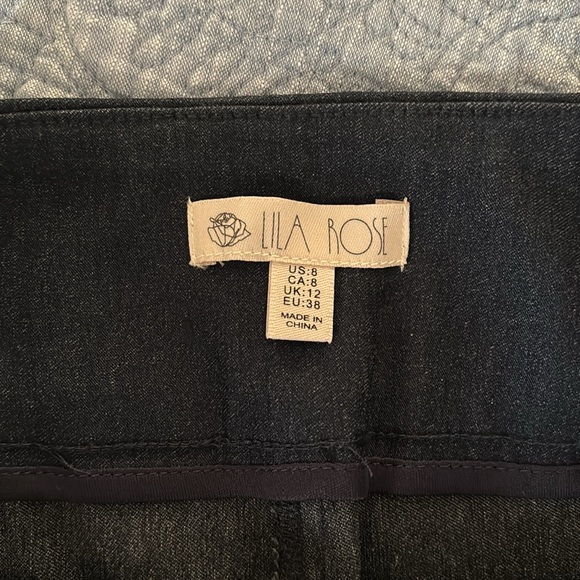 LILA ROSE
US:8
CA:8
UK:12
EU:38
MADE IN
CHINA